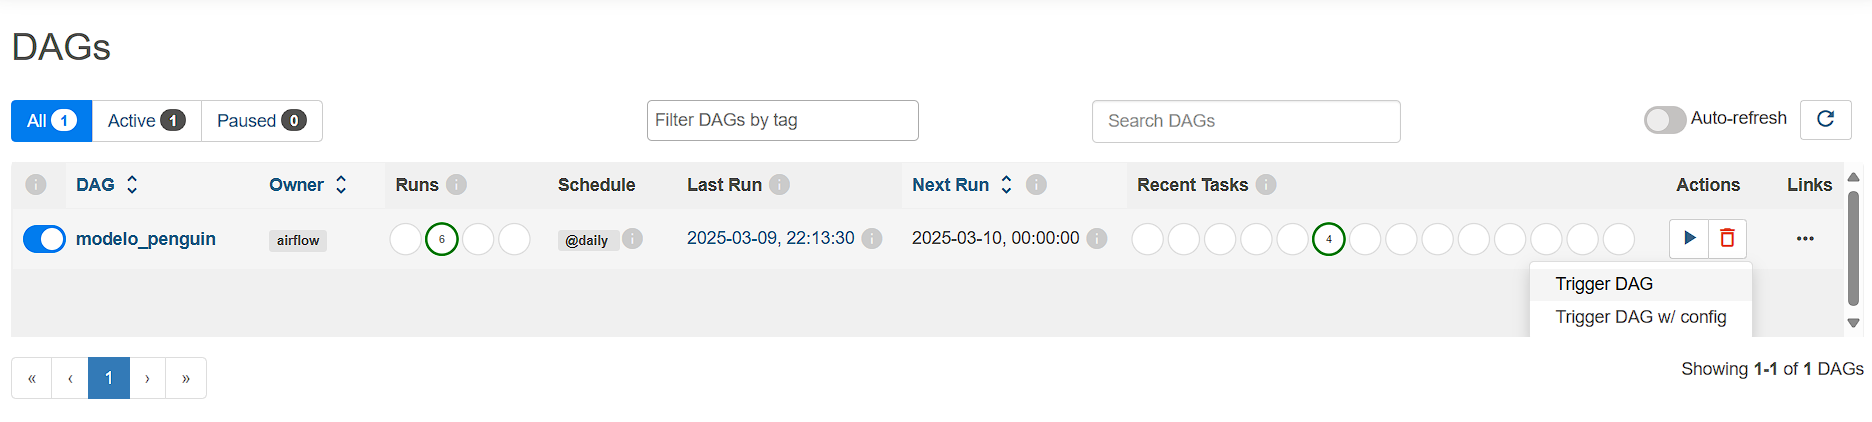 DAGs
All 1 Active 1 Paused 0 Filter DAGs by tag Search DAGs Auto-refresh
DAG Owner Runs Schedule Last Run Next Run Recent Tasks Actions Links
modelo_penguin airflow 6 @daily 2025-03-09, 22:13:30 2025-03-10, 00:00:00 4 ...
Trigger DAG
Trigger DAG w/ config
« ‹ 1 › » Showing 1-1 of 1 DAGs